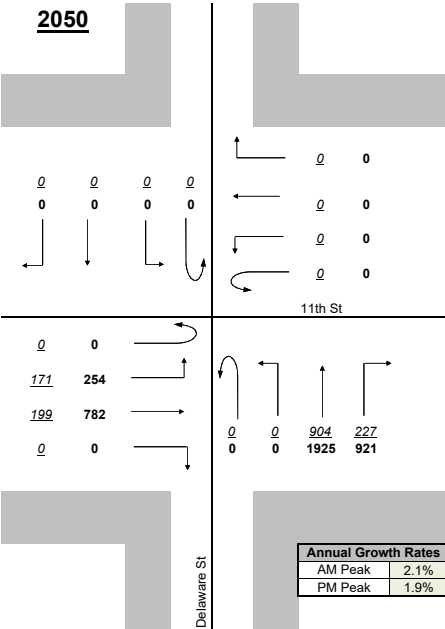 2050
0 0
0 0 0 0
0 0 0 0
0 0
0 0
0 0
11th St
0 0
171 254
199 782
0 0
0 0 904 227
0 0 1925 921
Delaware St
Annual Growth Rates
AM Peak 2.1%
PM Peak 1.9%